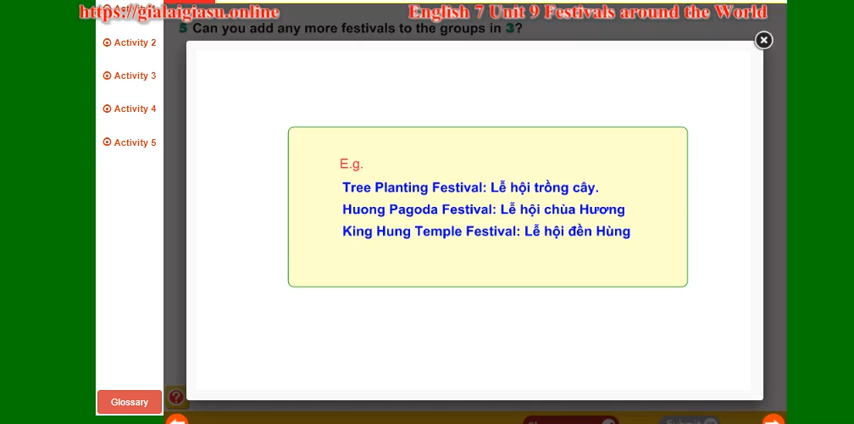 https://gialaigiasu.online
English 7 Unit 9 Festivals around the World
5 Can you add any more festivals to the groups in 3?
Activity 2
Activity 3
Activity 4
Activity 5
E.g.
Tree Planting Festival: Lễ hội trồng cây.
Huong Pagoda Festival: Lễ hội chùa Hương
King Hung Temple Festival: Lễ hội đền Hùng
Glossary